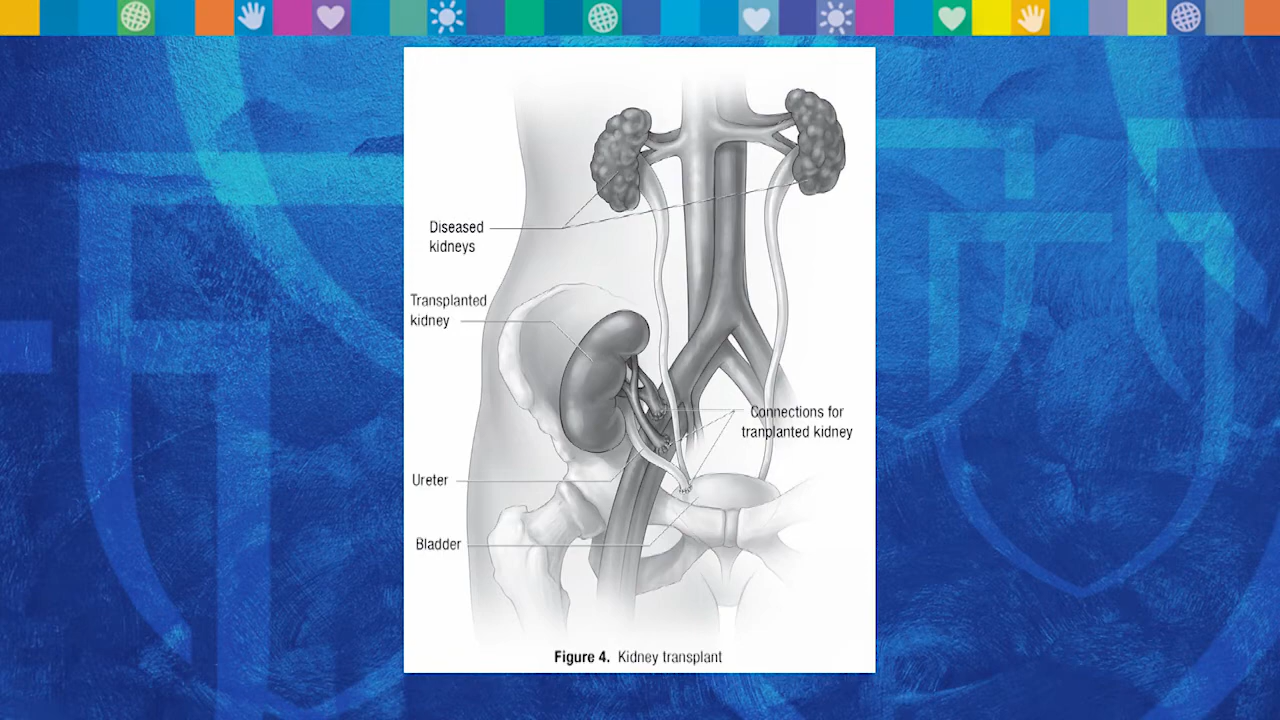 Diseased
kidneys
Transplanted
kidney
Connections for
tranplanted kidney
Ureter
Bladder
Figure 4. Kidney transplant